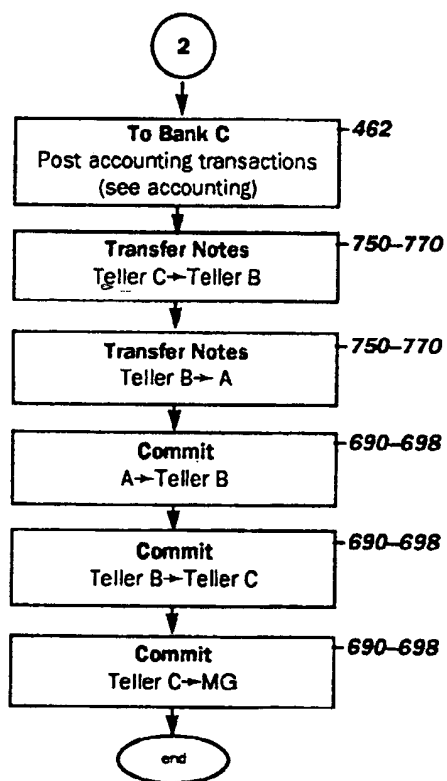 2
To Bank C
462
Post accounting transactions
(see accounting)
Transfer Notes
750–770
Teller C→Teller B
Transfer Notes
750–770
Teller B→A
Commit
690–698
A→Teller B
Commit
690–698
Teller B→Teller C
Commit
690–698
Teller C→MG
end